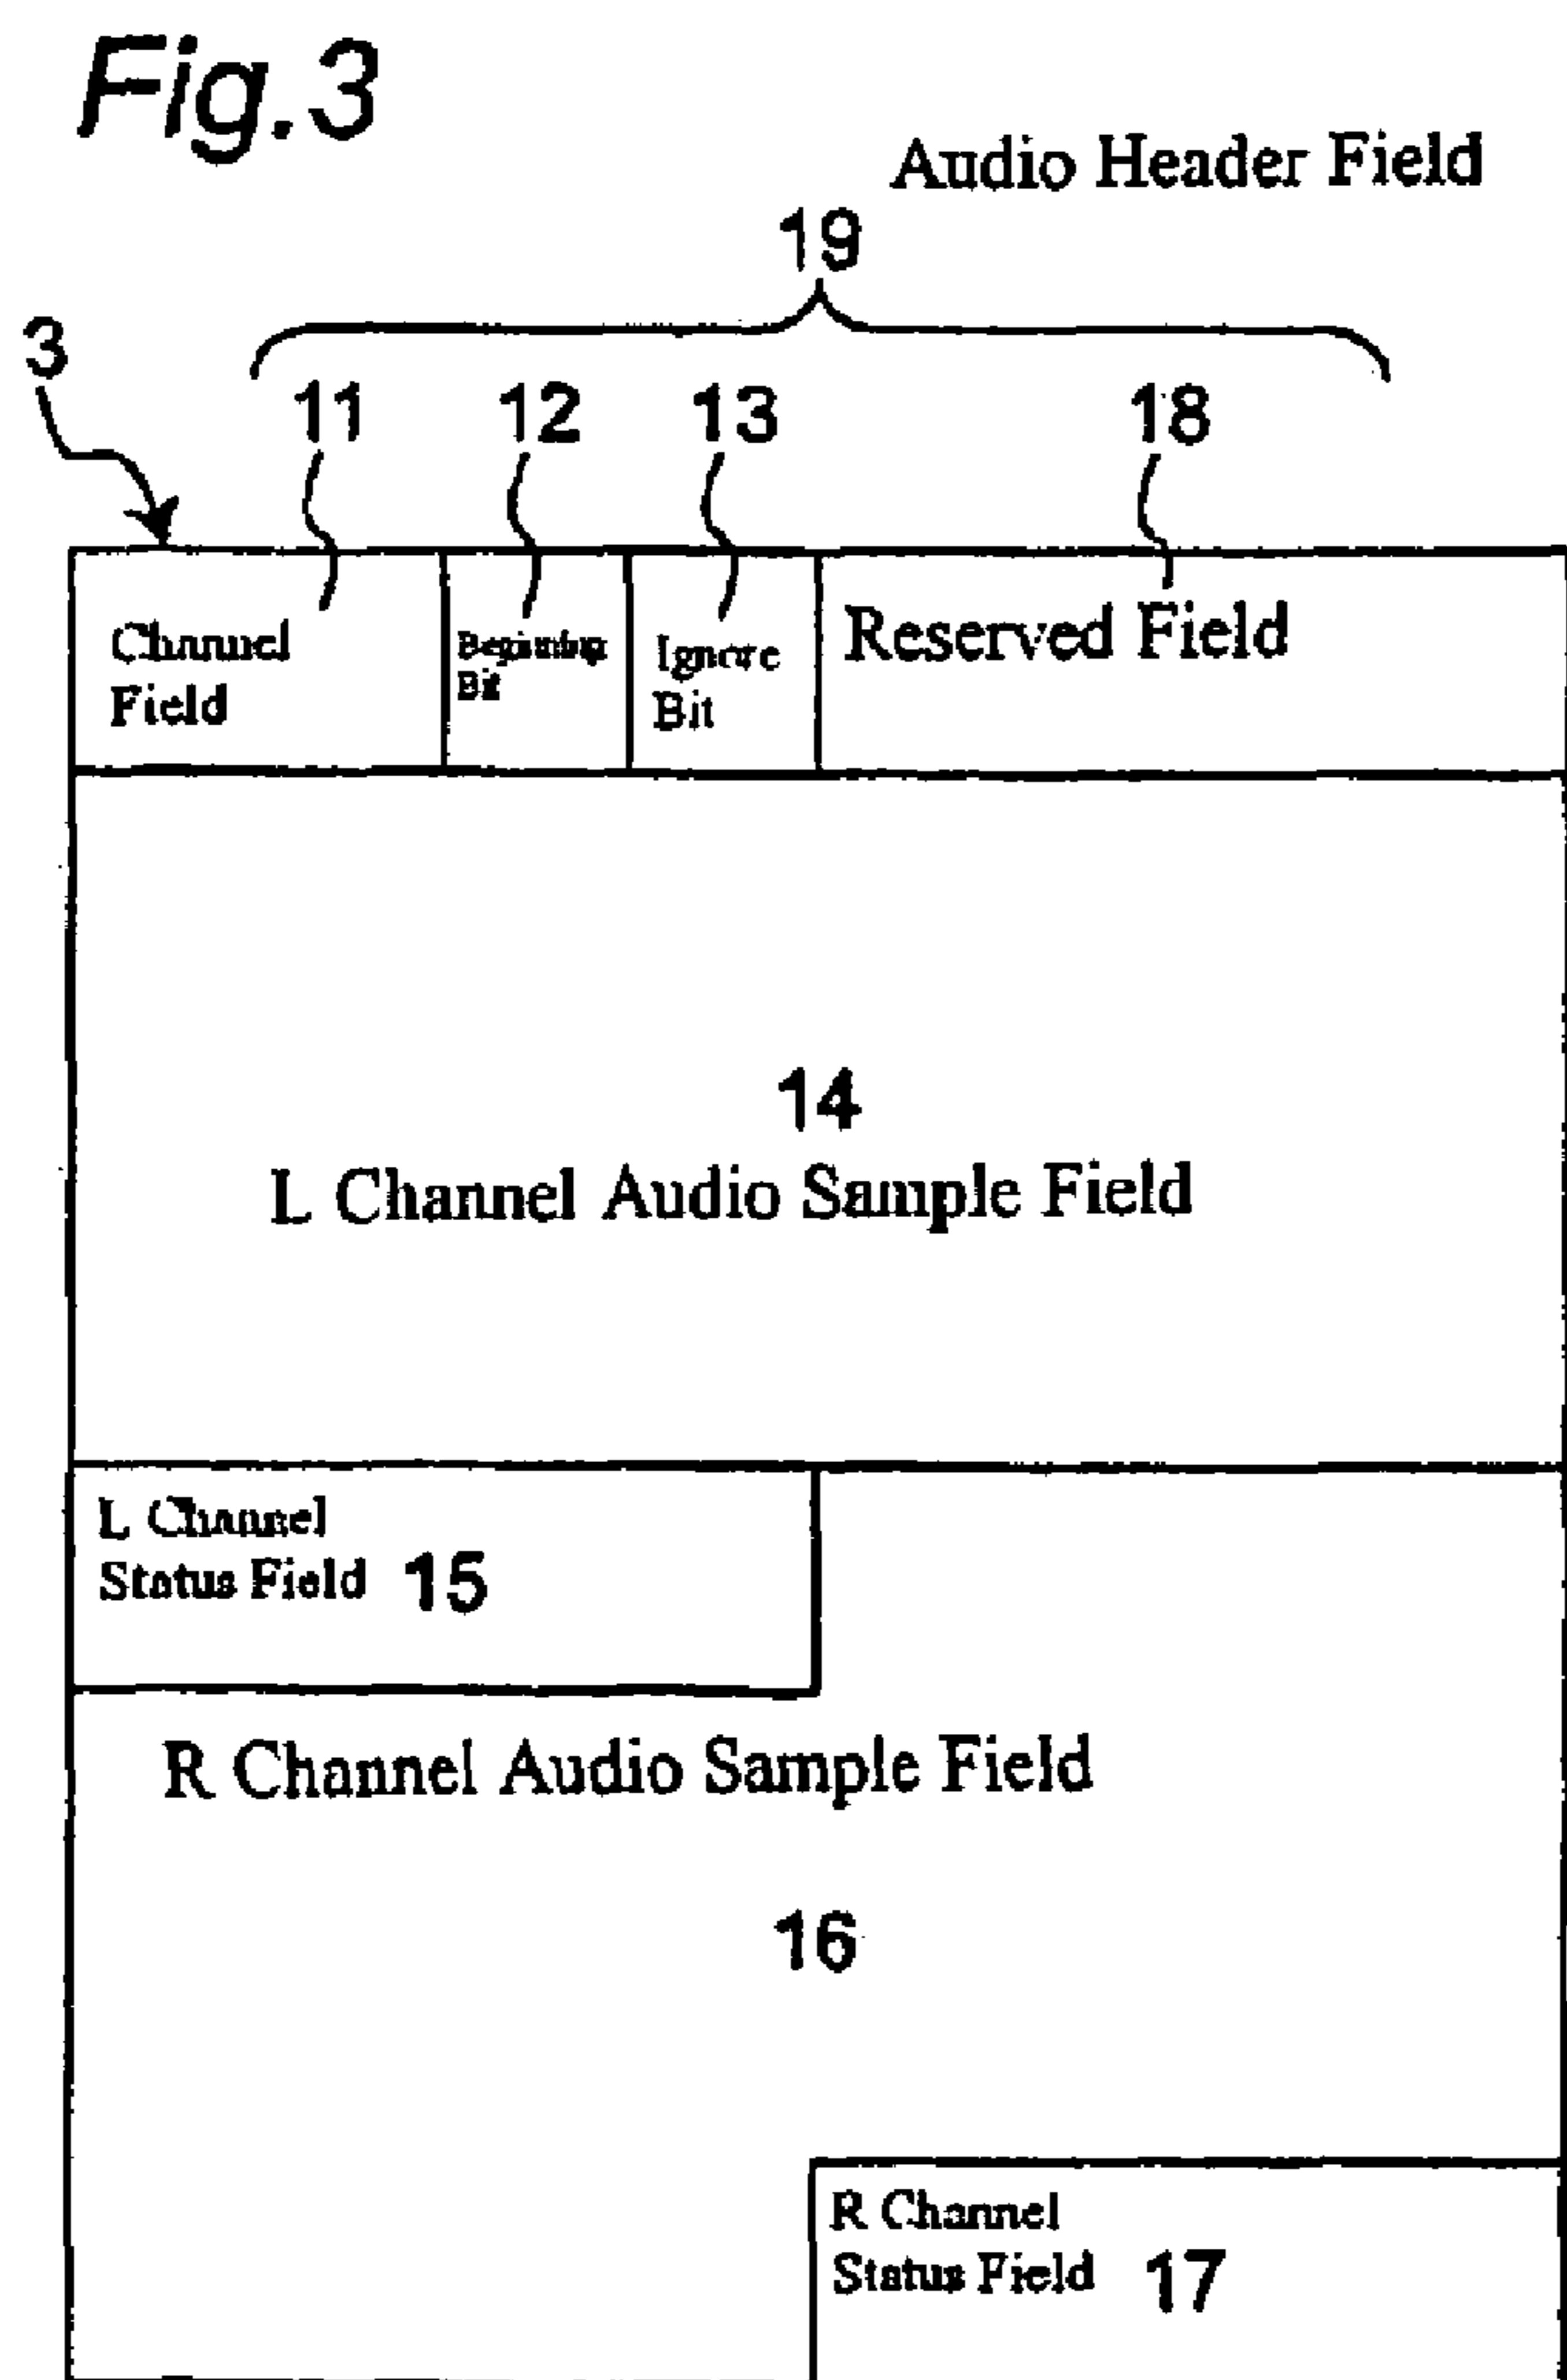 Fig.3
Audio Header Field
19
3
11 12 13 18
Channel
Field
Beginning
Bit
Ignore
Bit
Reserved Field
14
L Channel Audio Sample Field
L Channel
Status Field 15
R Channel Audio Sample Field
16
R Channel
Status Field 17